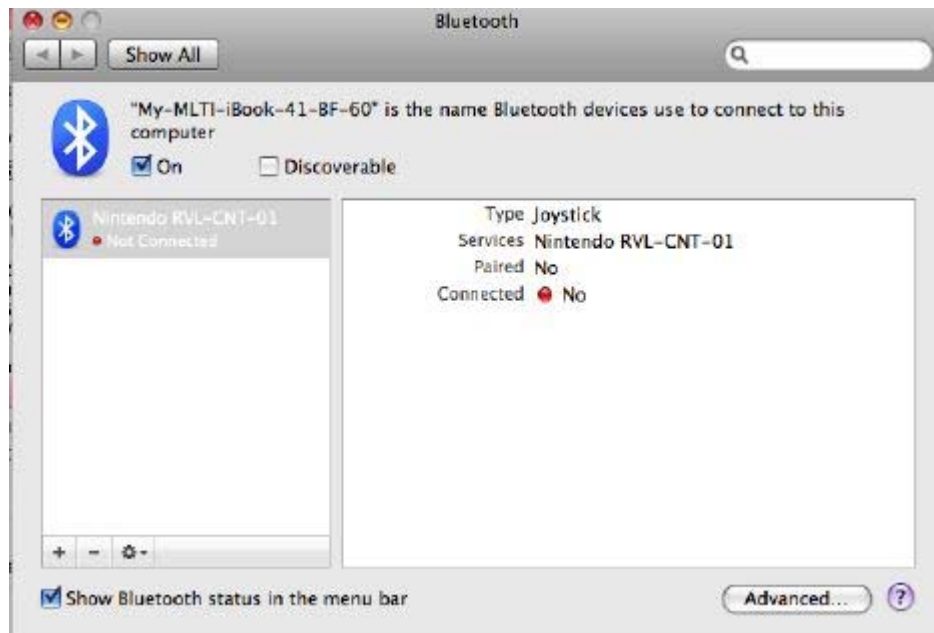 Bluetooth
Show All
"My-MLTI-iBook-41-BF-60" is the name Bluetooth devices use to connect to this
computer
On Discoverable
Nintendo RVL-CNT-01
Not Connected
Type Joystick
Services Nintendo RVL-CNT-01
Paired No
Connected No
Show Bluetooth status in the menu bar
Advanced... ?